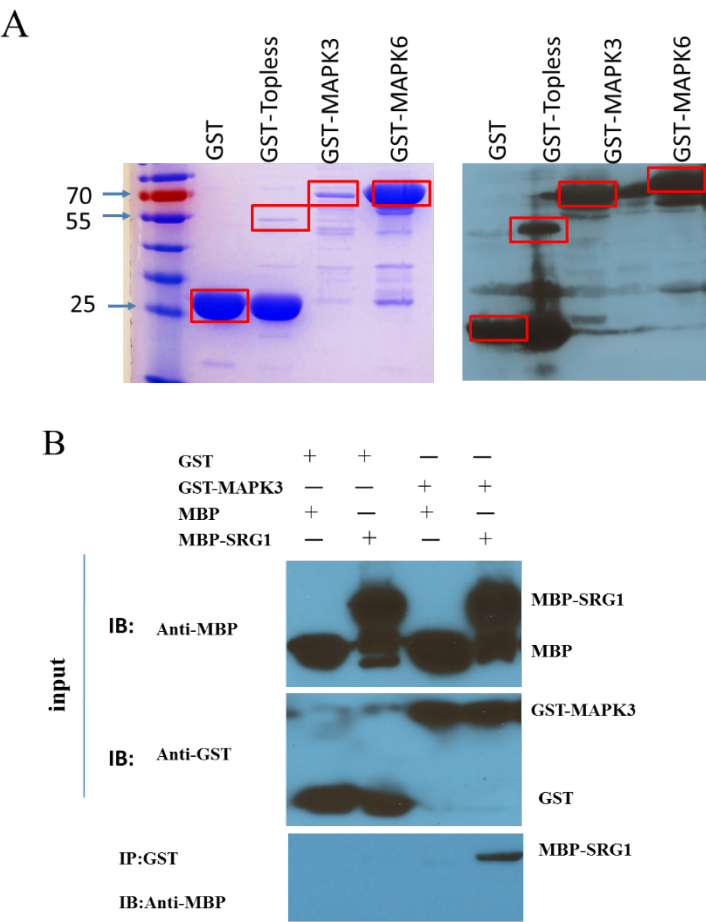 A
GST
GST-Topless
GST-MAPK3
GST-MAPK6
GST
GST-Topless
GST-MAPK3
GST-MAPK6
70
55
25
B
GST + + — —
GST-MAPK3 — — + +
MBP + — + —
MBP-SRG1 — + — +
input
IB: Anti-MBP
MBP-SRG1
MBP
IB: Anti-GST
GST-MAPK3
GST
IP:GST
IB:Anti-MBP
MBP-SRG1